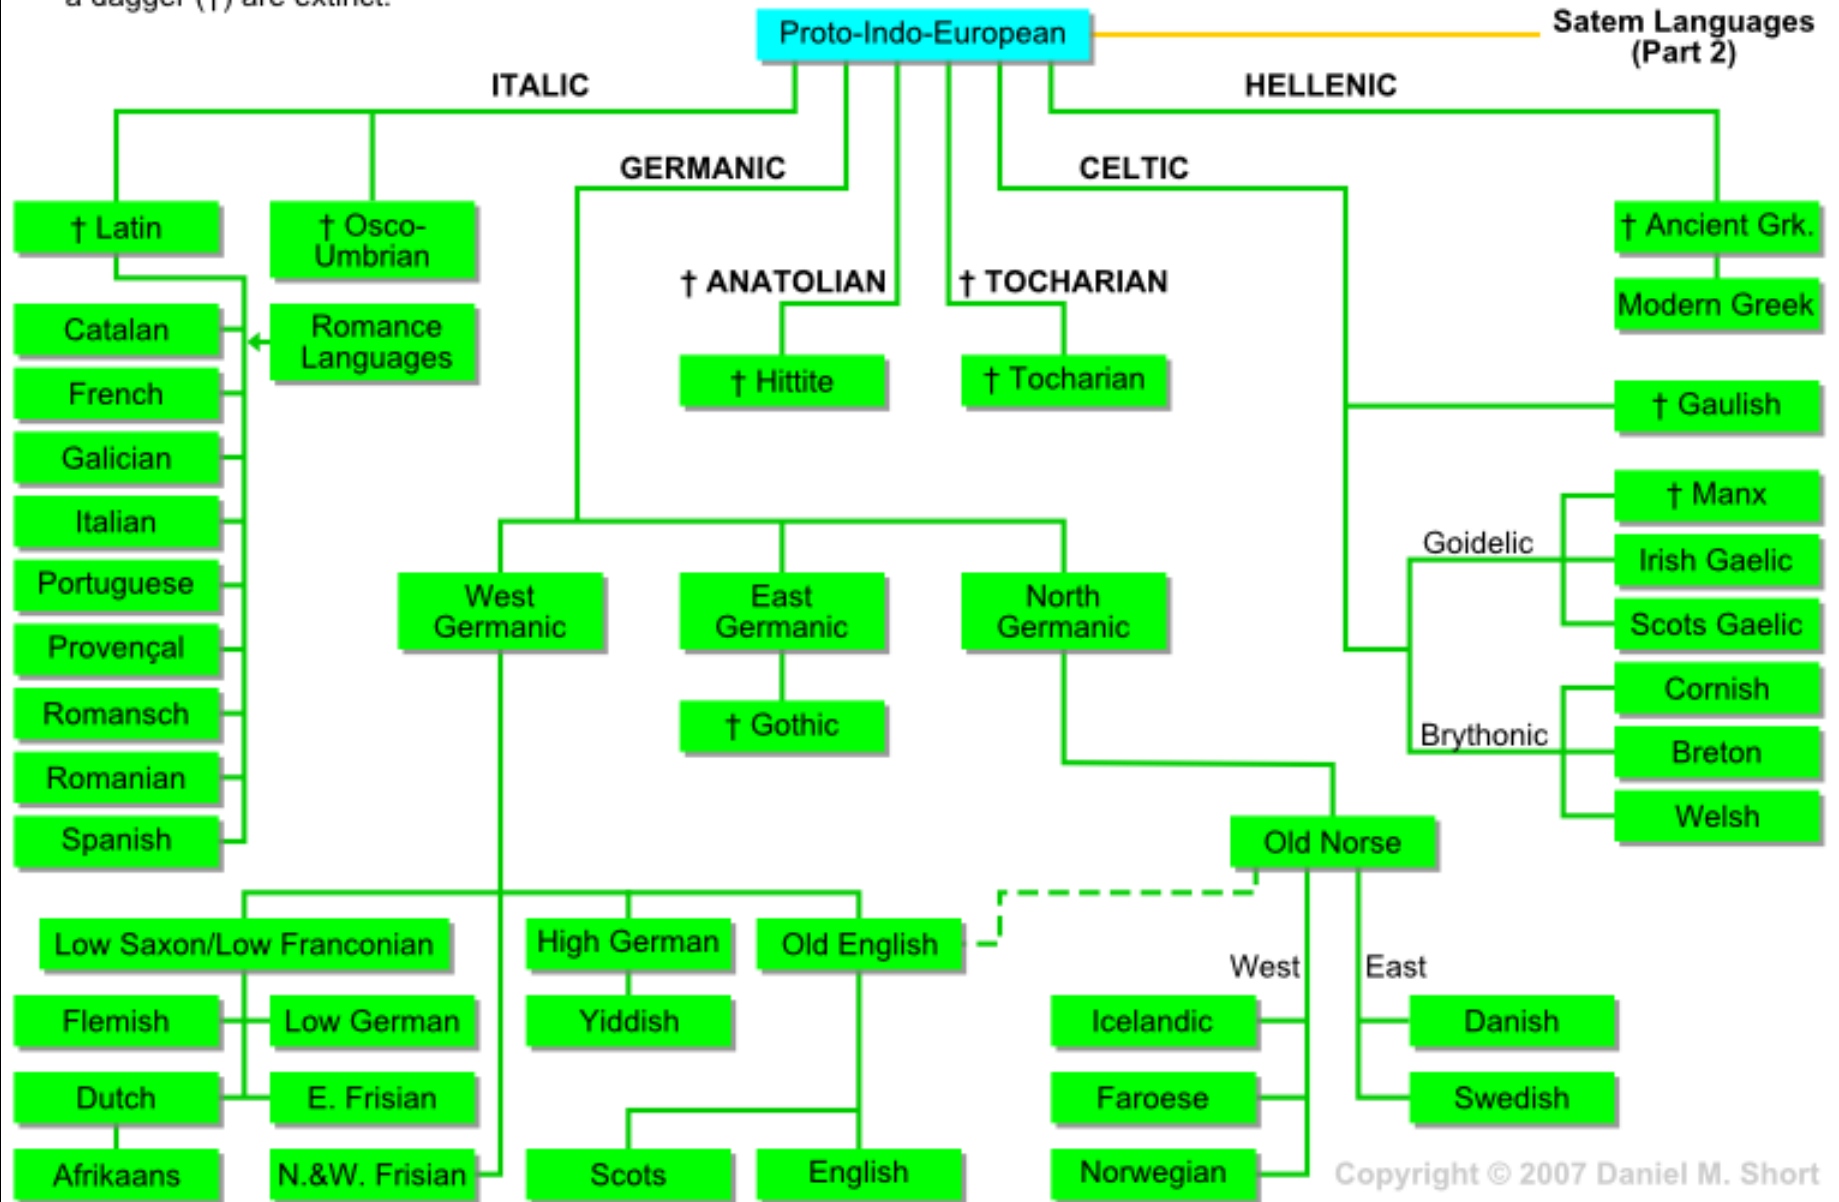 a dagger (†) are extinct.
Proto-Indo-European
Satem Languages
(Part 2)
ITALIC
HELLENIC
GERMANIC
CELTIC
† Latin
† Osco-
Umbrian
† Ancient Grk.
† ANATOLIAN
† TOCHARIAN
Modern Greek
Catalan
Romance
Languages
† Hittite
† Tocharian
French
† Gaulish
Galician
† Manx
Italian
Goidelic
Irish Gaelic
Portuguese
West
Germanic
East
Germanic
North
Germanic
Scots Gaelic
Provençal
Cornish
Romansch
† Gothic
Brythonic
Breton
Romanian
Welsh
Spanish
Old Norse
Low Saxon/Low Franconian
High German
Old English
West
East
Flemish
Low German
Yiddish
Icelandic
Danish
Dutch
E. Frisian
Faroese
Swedish
Afrikaans
N.&W. Frisian
Scots
English
Norwegian
Copyright © 2007 Daniel M. Short